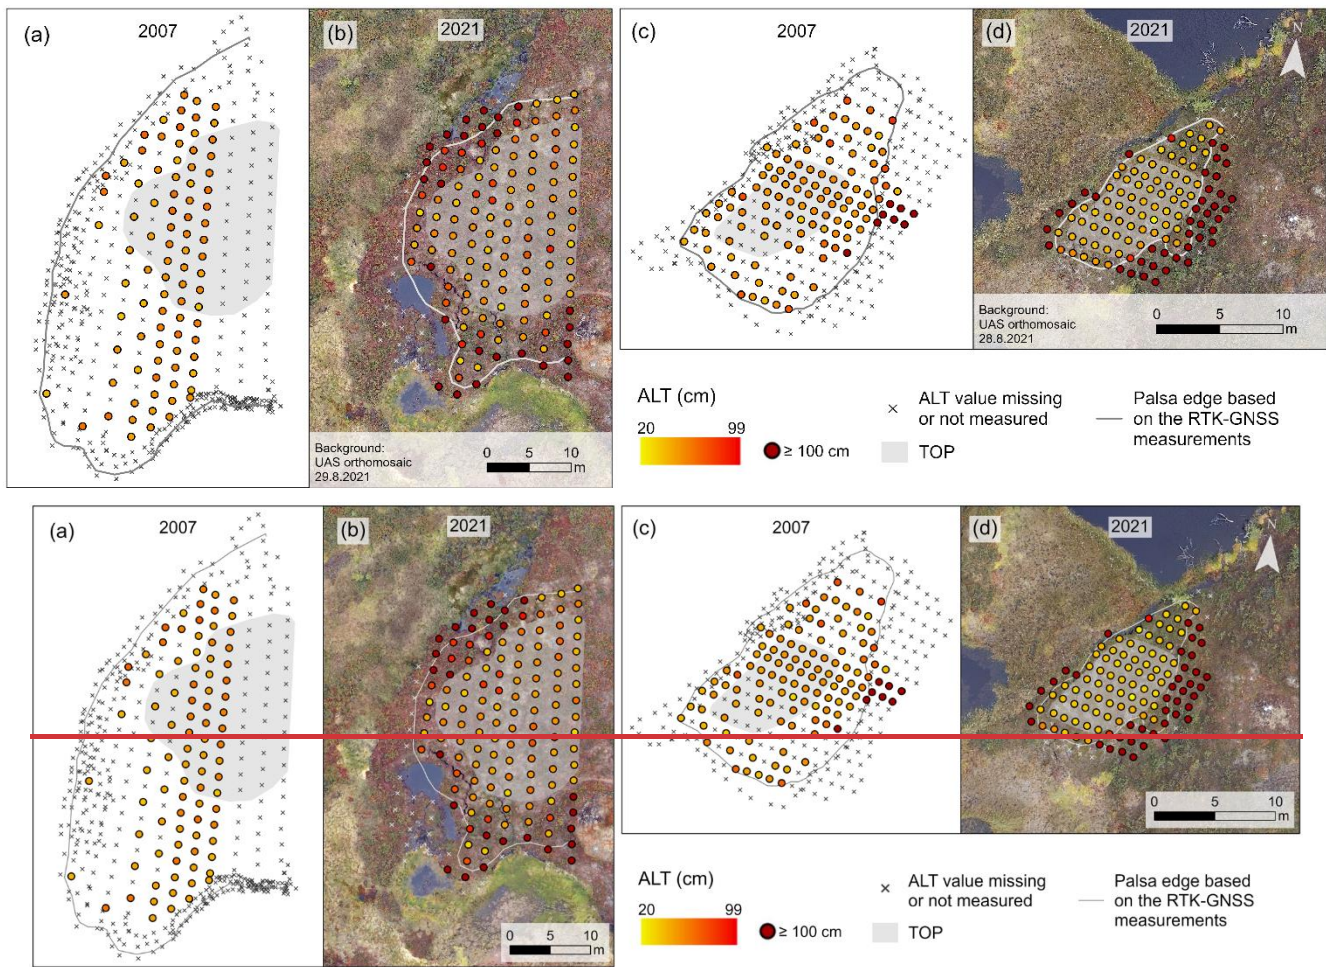 (a)
2007
(b)
2021
Background:
UAS orthomosaic
29.8.2021
0 5 10
m
(c)
2007
(d)
2021
N
Background:
UAS orthomosaic
28.8.2021
0 5 10
m
ALT (cm)
20 99
≥ 100 cm
ALT value missing
or not measured
TOP
Palsa edge based
on the RTK-GNSS
measurements
(a)
2007
(b)
2021
0 5 10
m
(c)
2007
(d)
2021
N
0 5 10
m
ALT (cm)
20 99
≥ 100 cm
ALT value missing
or not measured
TOP
Palsa edge based
on the RTK-GNSS
measurements